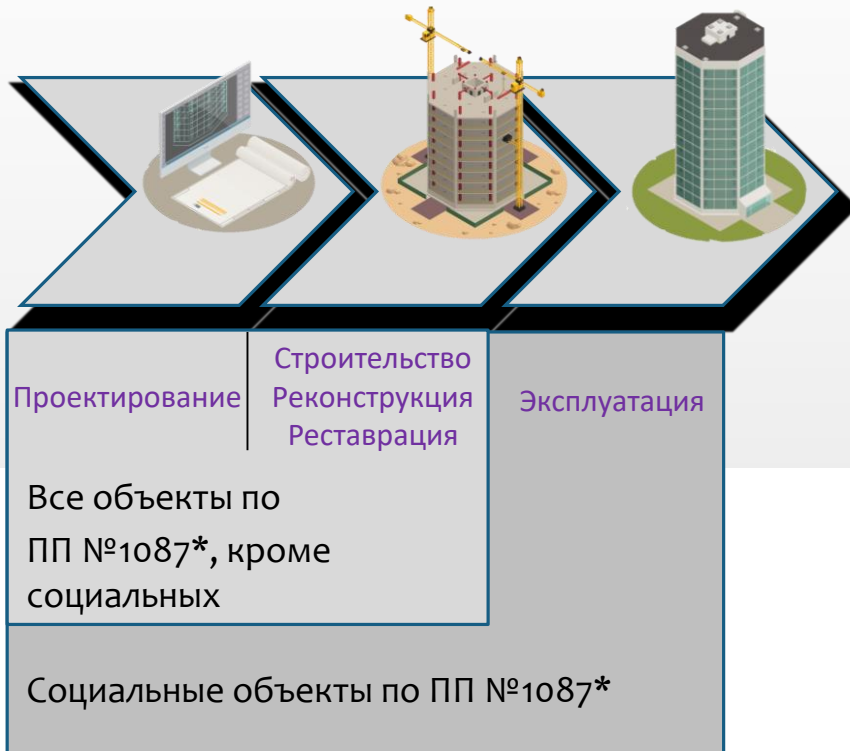 Проектирование
Строительство
Реконструкция
Реставрация
Эксплуатация
Все объекты по
ПП №1087*, кроме
социальных
Социальные объекты по ПП №1087*